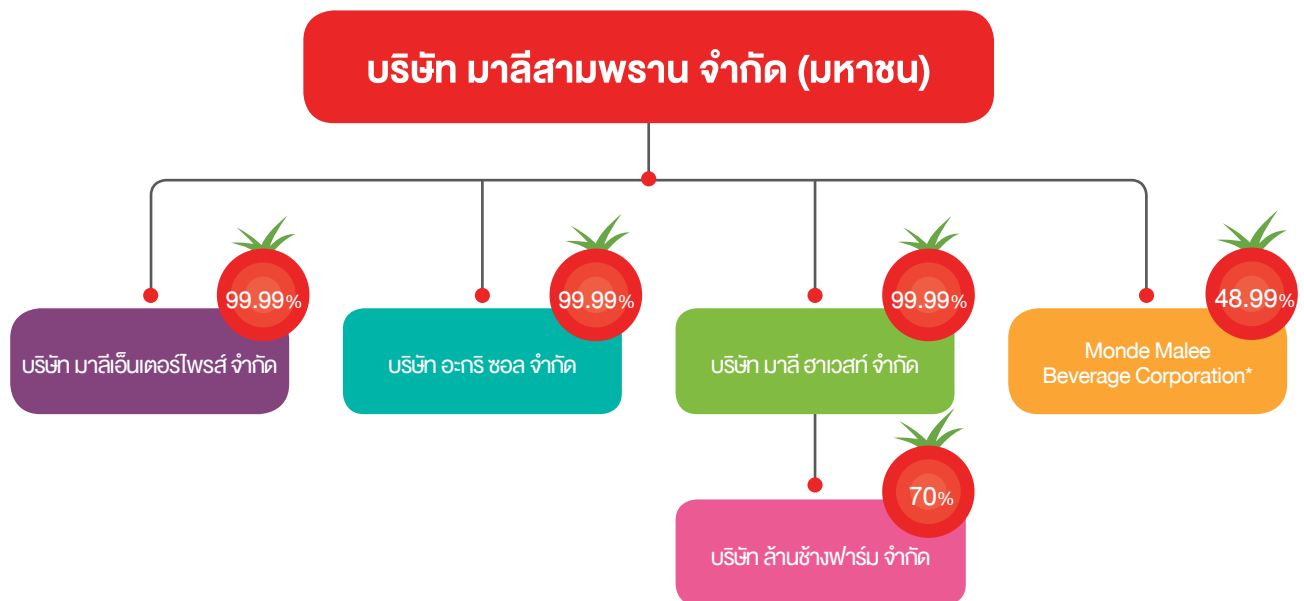 บริษัท มาลีสามพราน จำกัด (มหาชน)
99.99%
99.99%
99.99%
48.99%
บริษัท มาลีเอ็นเตอร์ไพรส์ จำกัด
บริษัท อะกริ ซอล จำกัด
บริษัท มาลี ฮาเวสท์ จำกัด
Monde Malee
Beverage Corporation*
70%
บริษัท ล้านช้างฟาร์ม จำกัด